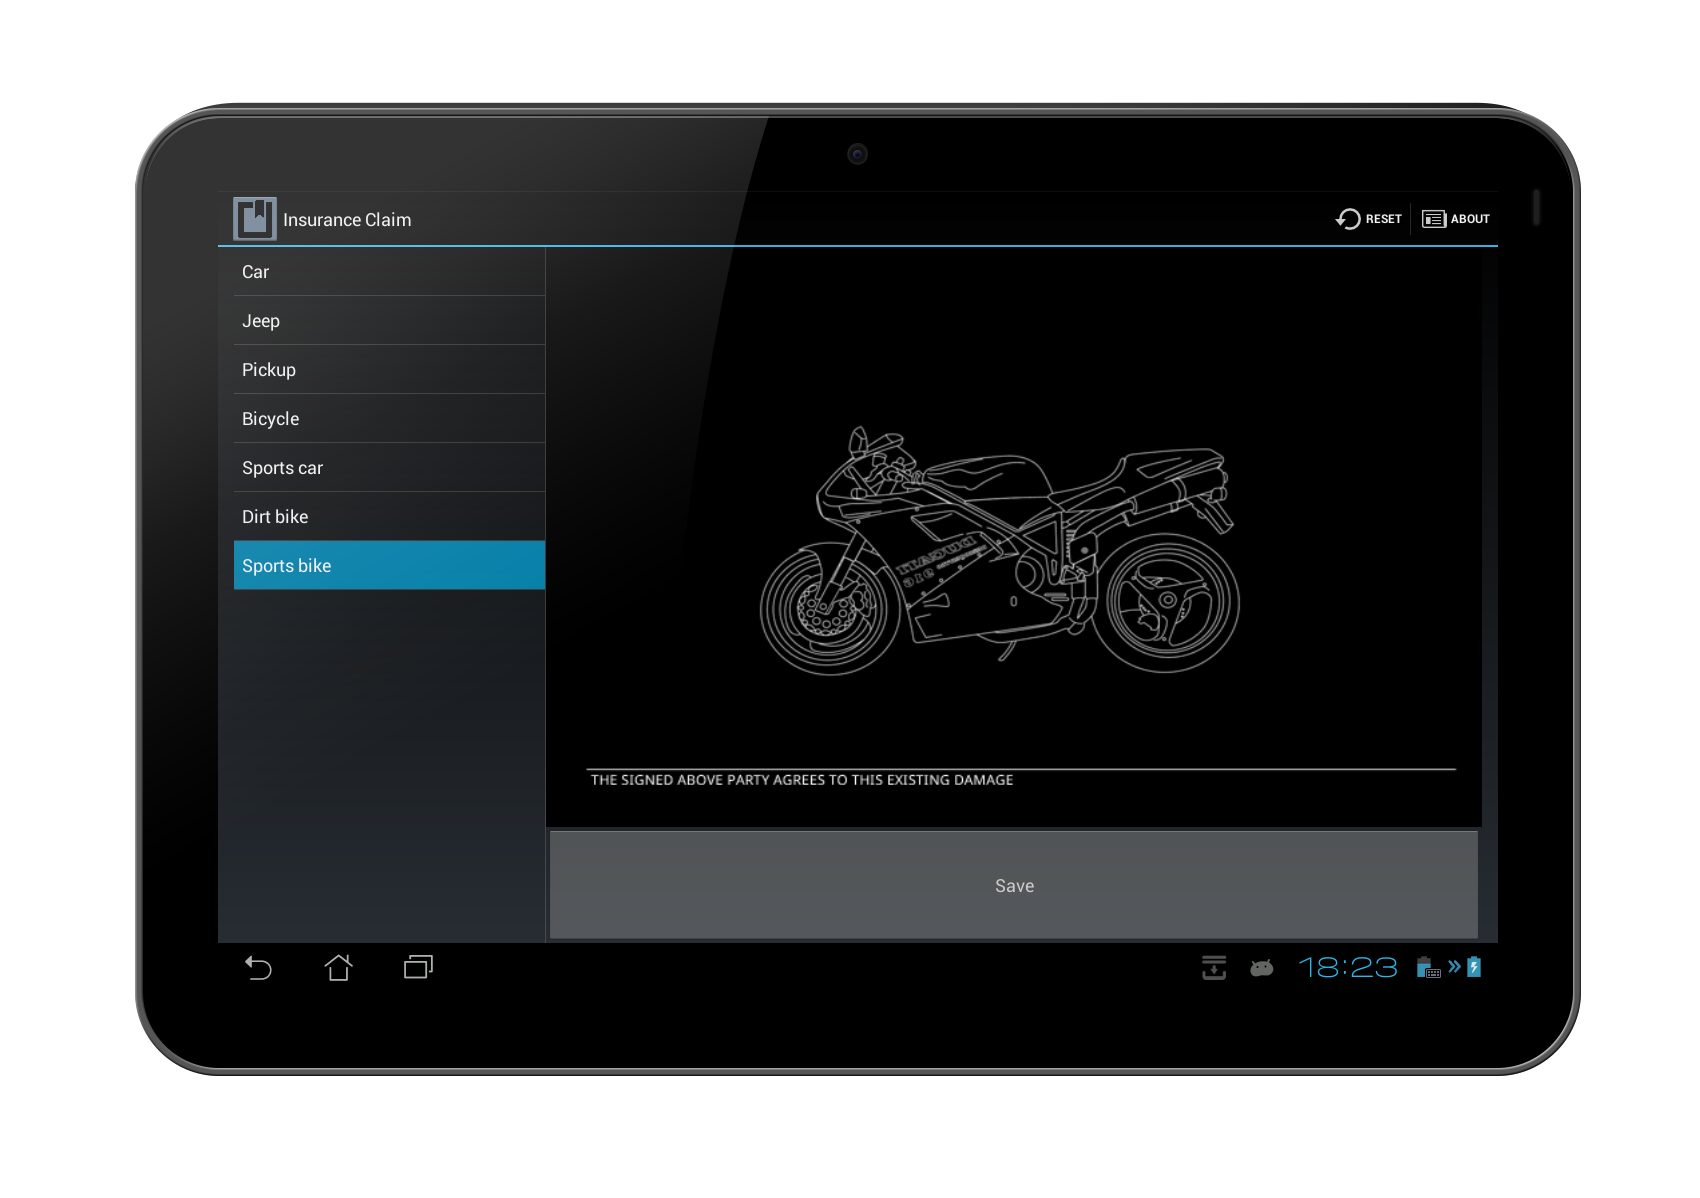 Insurance Claim
RESET
ABOUT
Car
Jeep
Pickup
Bicycle
Sports car
Dirt bike
Sports bike
THE SIGNED ABOVE PARTY AGREES TO THIS EXISTING DAMAGE
Save
18:23